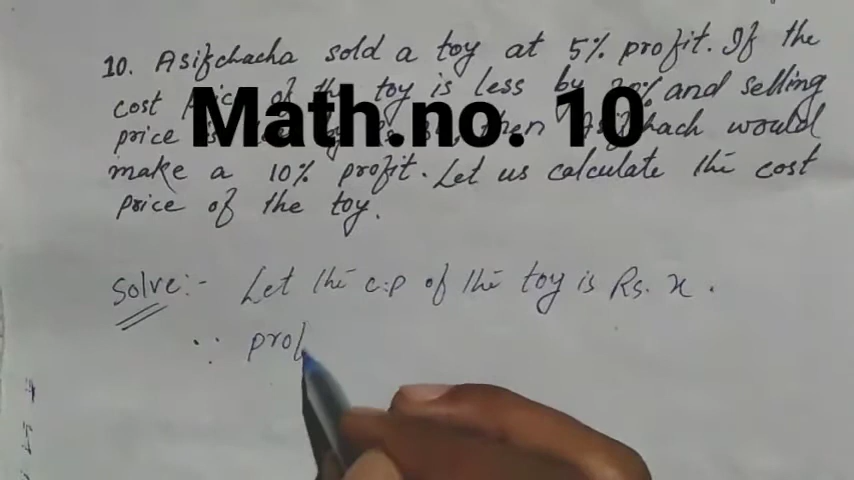 10. Asifchacha sold a toy at 5% profit. If the
cost of the toy is less by 20% and selling
price then would
make a 10% profit. Let us calculate the cost
price of the toy.
Math.no. 10
Solve:- Let the c.p of the toy is Rs. x.
∵ prof